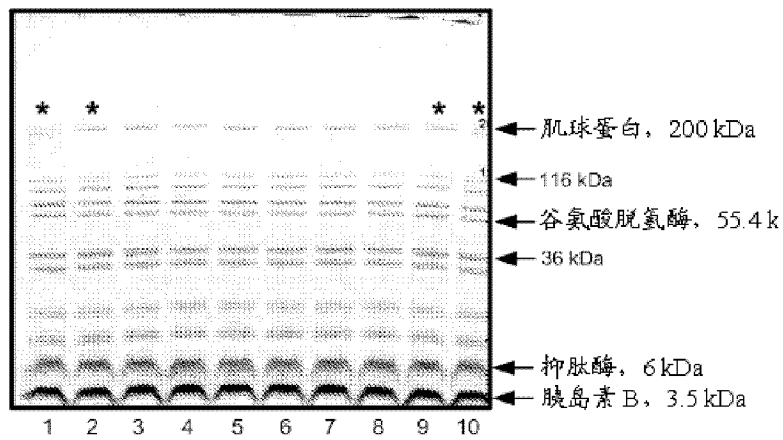 * * * *
肌球蛋白，200 kDa
116 kDa
谷氨酸脱氢酶，55.4 k
36 kDa
抑肽酶，6 kDa
胰岛素 B，3.5 kDa
1 2 3 4 5 6 7 8 9 10